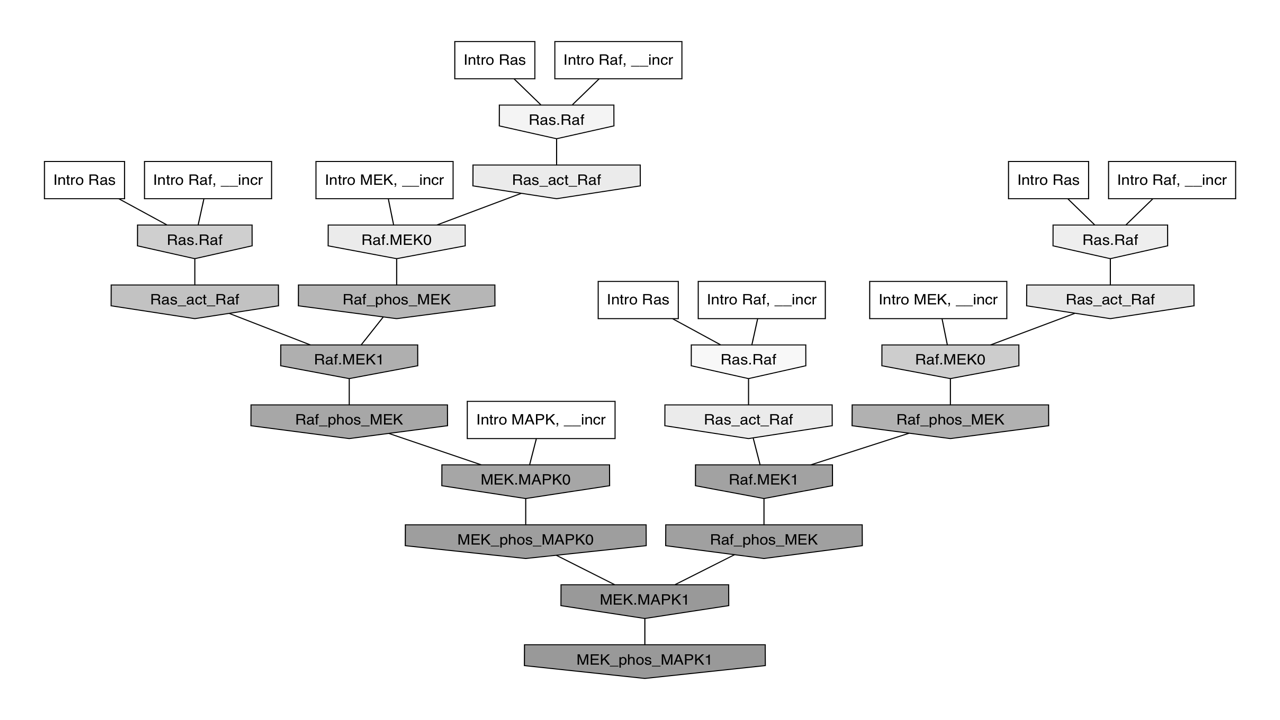 Intro Ras
Intro Raf, __incr
Ras.Raf
Intro Ras
Intro Raf, __incr
Intro MEK, __incr
Ras_act_Raf
Intro Ras
Intro Raf, __incr
Ras.Raf
Raf.MEK0
Ras.Raf
Ras_act_Raf
Raf_phos_MEK
Intro Ras
Intro Raf, __incr
Intro MEK, __incr
Ras_act_Raf
Raf.MEK1
Ras.Raf
Raf.MEK0
Raf_phos_MEK
Intro MAPK, __incr
Ras_act_Raf
Raf_phos_MEK
MEK.MAPK0
Raf.MEK1
MEK_phos_MAPK0
Raf_phos_MEK
MEK.MAPK1
MEK_phos_MAPK1